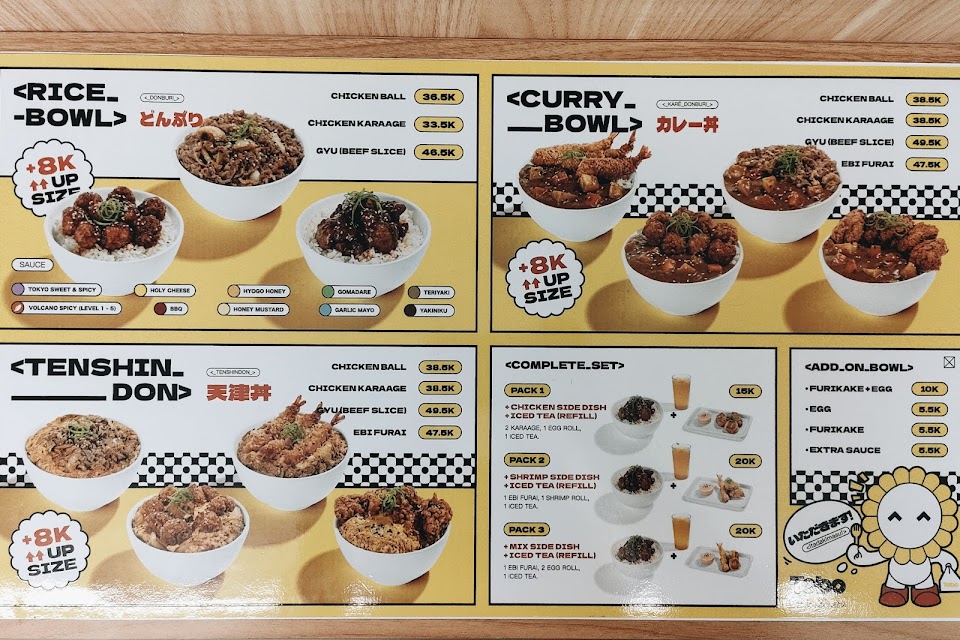 <RICE_
-BOWL>
<_DONBURI_>
どんぶり
CHICKEN BALL 36.5K
CHICKEN KARAAGE 33.5K
GYU (BEEF SLICE) 46.5K
+8K
UP
SIZE
SAUCE
TOKYO SWEET & SPICY
HOLY CHEESE
HYOGO HONEY
GOMADARE
TERIYAKI
VOLCANO SPICY (LEVEL 1 - 5)
BBQ
HONEY MUSTARD
GARLIC MAYO
YAKINIKU
<CURRY_
__BOWL>
<_KARĒ_DONBURI_>
カレー丼
CHICKEN BALL 38.5K
CHICKEN KARAAGE 38.5K
GYU (BEEF SLICE) 49.5K
EBI FURAI 47.5K
+8K
UP
SIZE
<TENSHIN_
____DON>
<_TENSHINDON_>
天津丼
CHICKEN BALL 38.5K
CHICKEN KARAAGE 38.5K
GYU(BEEF SLICE) 49.5K
EBI FURAI 47.5K
+8K
UP
SIZE
<COMPLETE_SET>
PACK 1 15K
+ CHICKEN SIDE DISH
+ ICED TEA (REFILL)
2 KARAAGE, 1 EGG ROLL,
1 ICED TEA.
PACK 2 20K
+ SHRIMP SIDE DISH
+ ICED TEA (REFILL)
1 EBI FURAI, 1 SHRIMP ROLL,
1 ICED TEA.
PACK 3 20K
+ MIX SIDE DISH
+ ICED TEA (REFILL)
1 EBI FURAI, 2 EGG ROLL,
1 ICED TEA.
<ADD_ON_BOWL>
•FURIKAKE + EGG 10K
•EGG 5.5K
•FURIKAKE 5.5K
•EXTRA SAUCE 5.5K
いただきます!
<itadakimasu!>